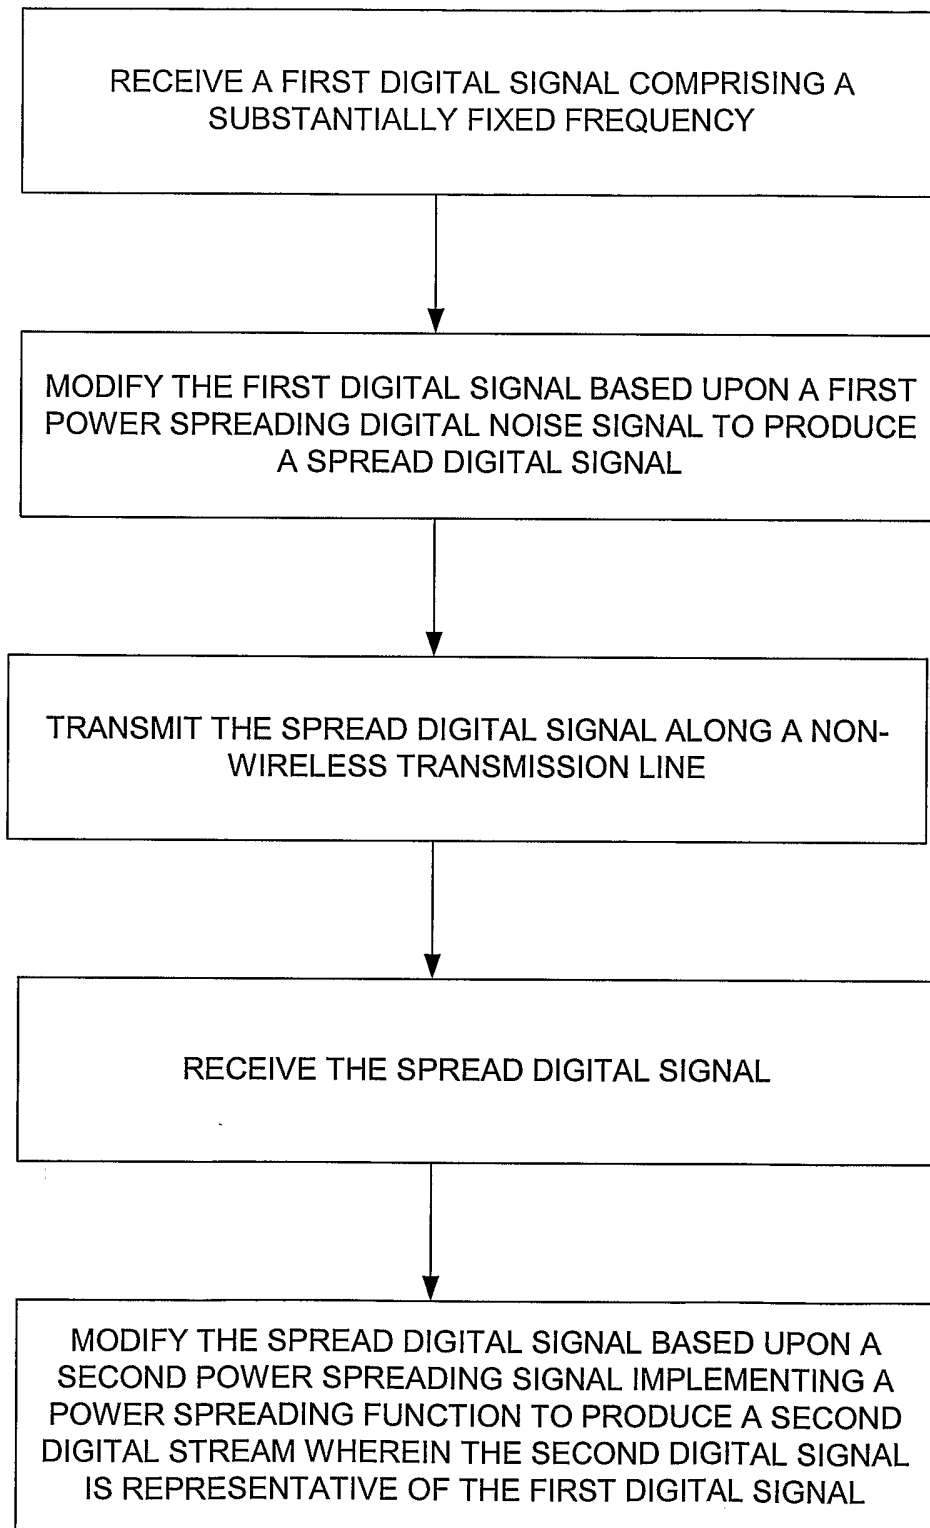 RECEIVE A FIRST DIGITAL SIGNAL COMPRISING A
SUBSTANTIALLY FIXED FREQUENCY
MODIFY THE FIRST DIGITAL SIGNAL BASED UPON A FIRST
POWER SPREADING DIGITAL NOISE SIGNAL TO PRODUCE
A SPREAD DIGITAL SIGNAL
TRANSMIT THE SPREAD DIGITAL SIGNAL ALONG A NON-
WIRELESS TRANSMISSION LINE
RECEIVE THE SPREAD DIGITAL SIGNAL
MODIFY THE SPREAD DIGITAL SIGNAL BASED UPON A
SECOND POWER SPREADING SIGNAL IMPLEMENTING A
POWER SPREADING FUNCTION TO PRODUCE A SECOND
DIGITAL STREAM WHEREIN THE SECOND DIGITAL SIGNAL
IS REPRESENTATIVE OF THE FIRST DIGITAL SIGNAL